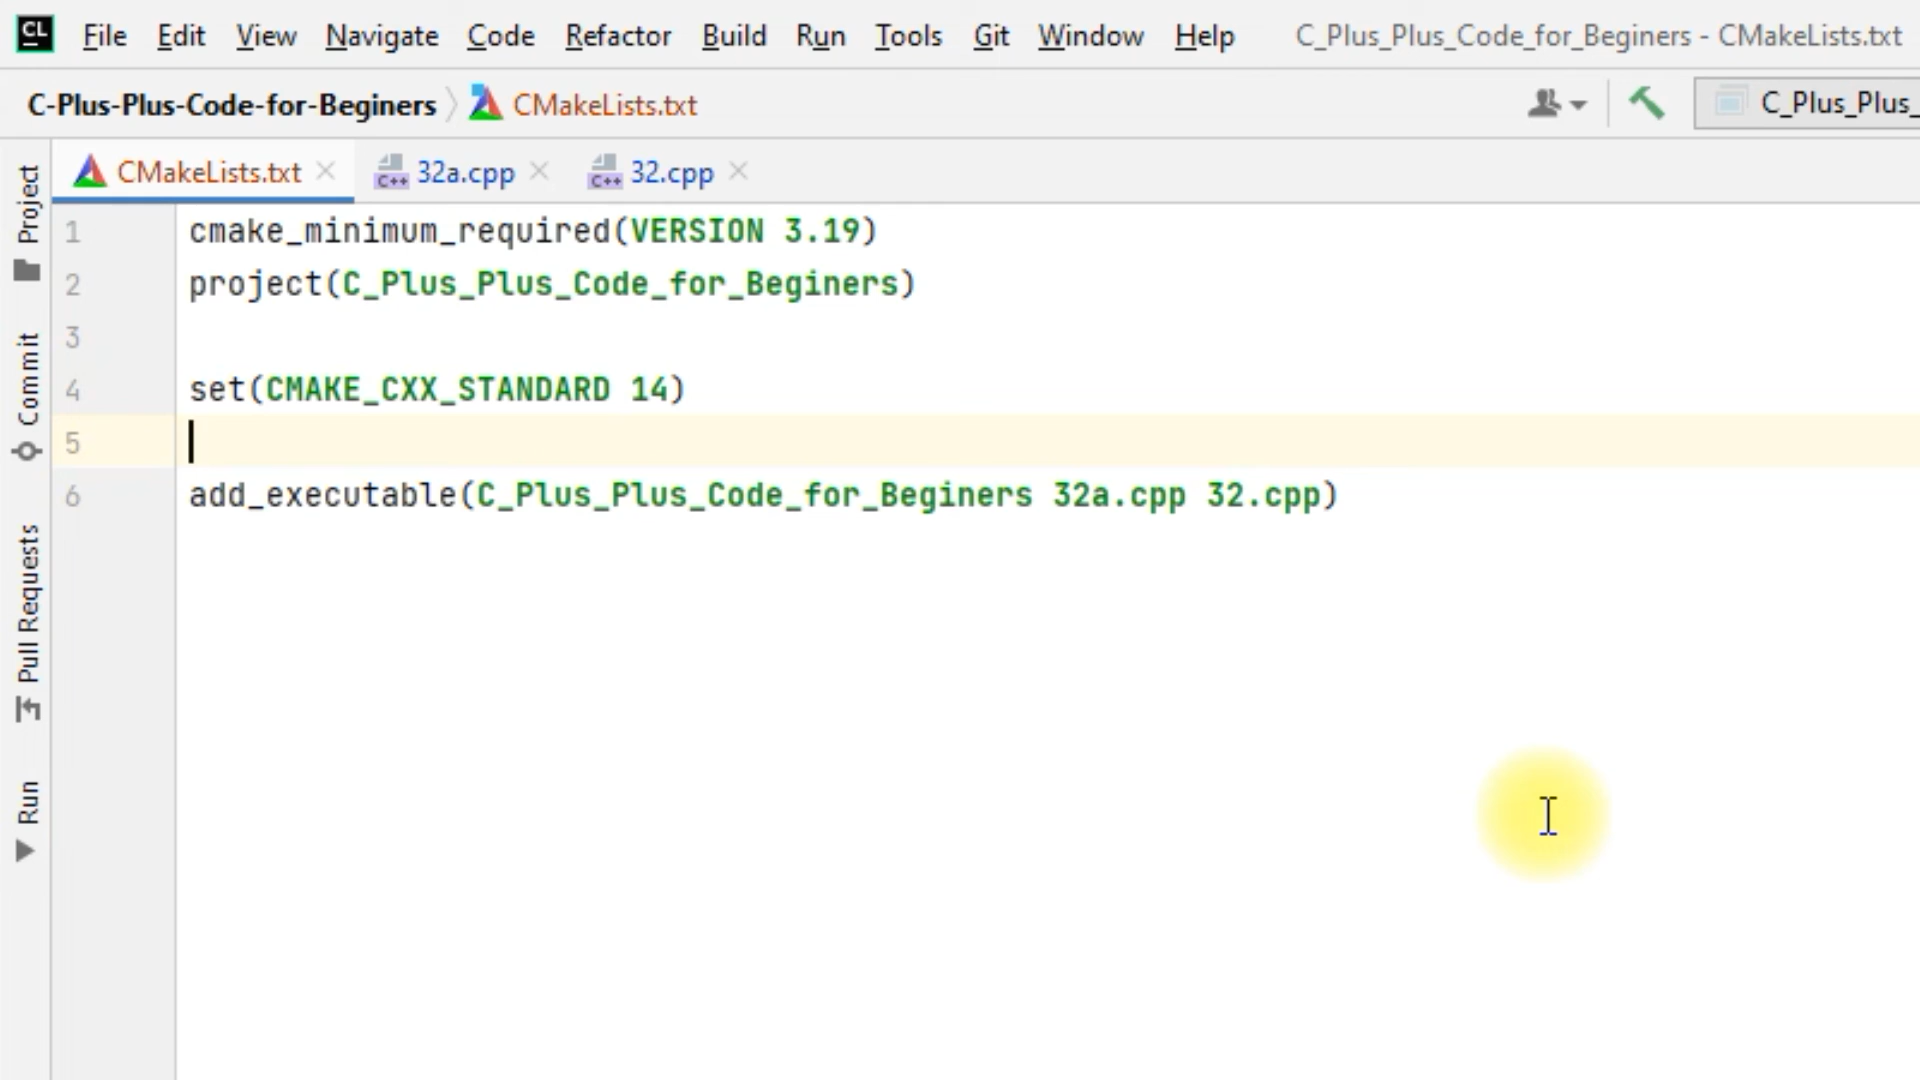 CL File Edit View Navigate Code Refactor Build Run Tools Git Window Help C_Plus_Plus_Code_for_Beginers - CMakeLists.txt
C-Plus-Plus-Code-for-Beginers CMakeLists.txt C_Plus_Plus_
CMakeLists.txt C++ 32a.cpp C++ 32.cpp
Project
Commit
Pull Requests
Run
1 cmake_minimum_required(VERSION 3.19)
2 project(C_Plus_Plus_Code_for_Beginers)
3
4 set(CMAKE_CXX_STANDARD 14)
5
6 add_executable(C_Plus_Plus_Code_for_Beginers 32a.cpp 32.cpp)